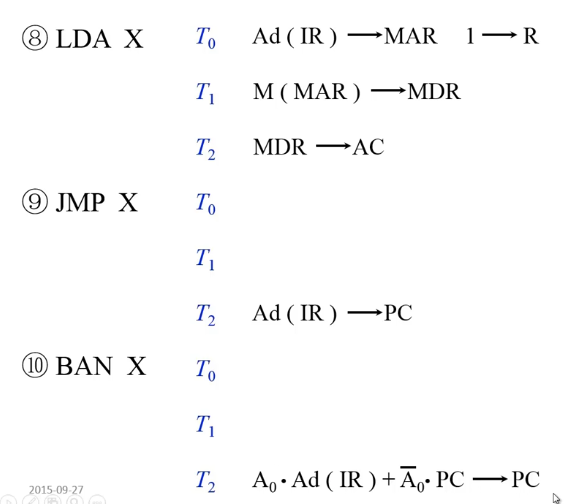 ⑧ LDA X T₀ Ad ( IR ) ⟶ MAR 1 ⟶ R
T₁ M ( MAR ) ⟶ MDR
T₂ MDR ⟶ AC
⑨ JMP X T₀
T₁
T₂ Ad ( IR ) ⟶ PC
⑩ BAN X T₀
T₁
T₂ A₀ • Ad ( IR ) + A̅₀ • PC ⟶ PC
2015-09-27